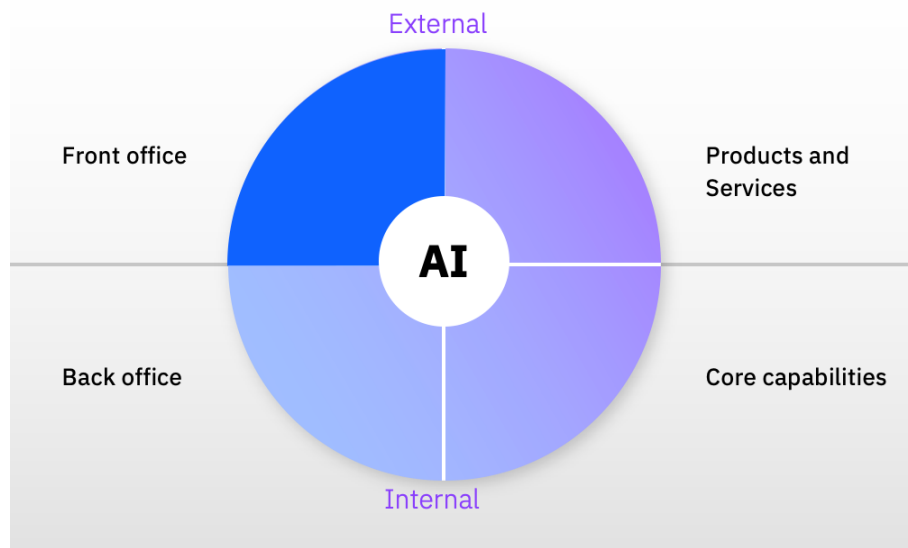 External
Front office
Products and
Services
AI
Back office
Core capabilities
Internal